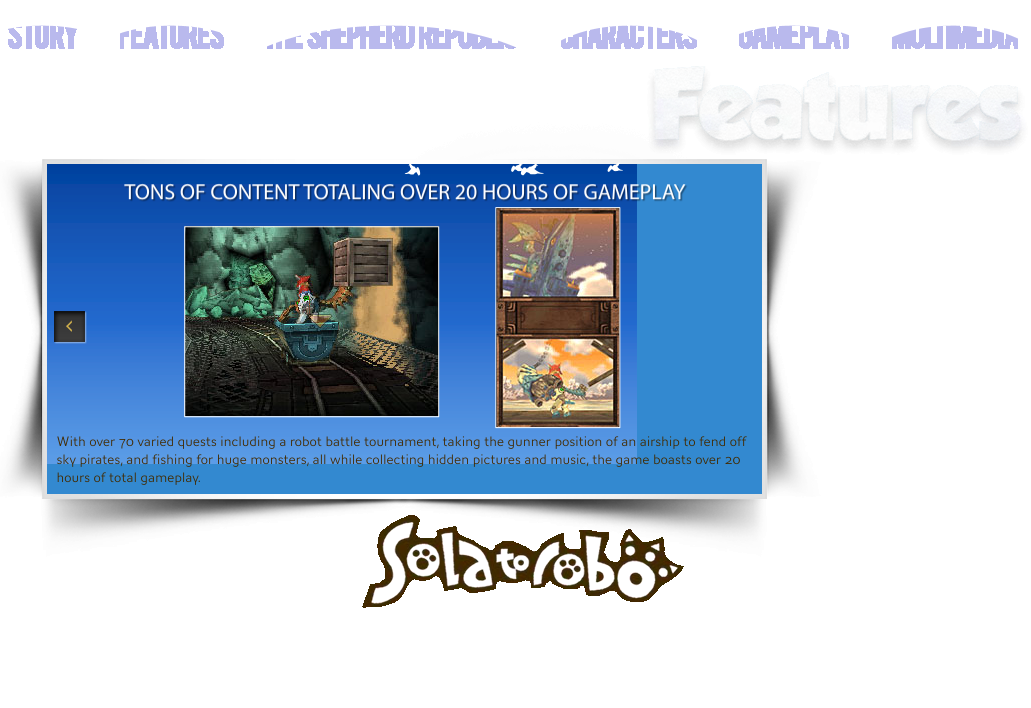 STORY FEATURES THE SHEPHERD REPUBLIC CHARACTERS GAMEPLAY MULTIMEDIA
Features
TONS OF CONTENT TOTALING OVER 20 HOURS OF GAMEPLAY
With over 70 varied quests including a robot battle tournament, taking the gunner position of an airship to fend off
sky pirates, and fishing for huge monsters, all while collecting hidden pictures and music, the game boasts over 20
hours of total gameplay.
Solatorobo